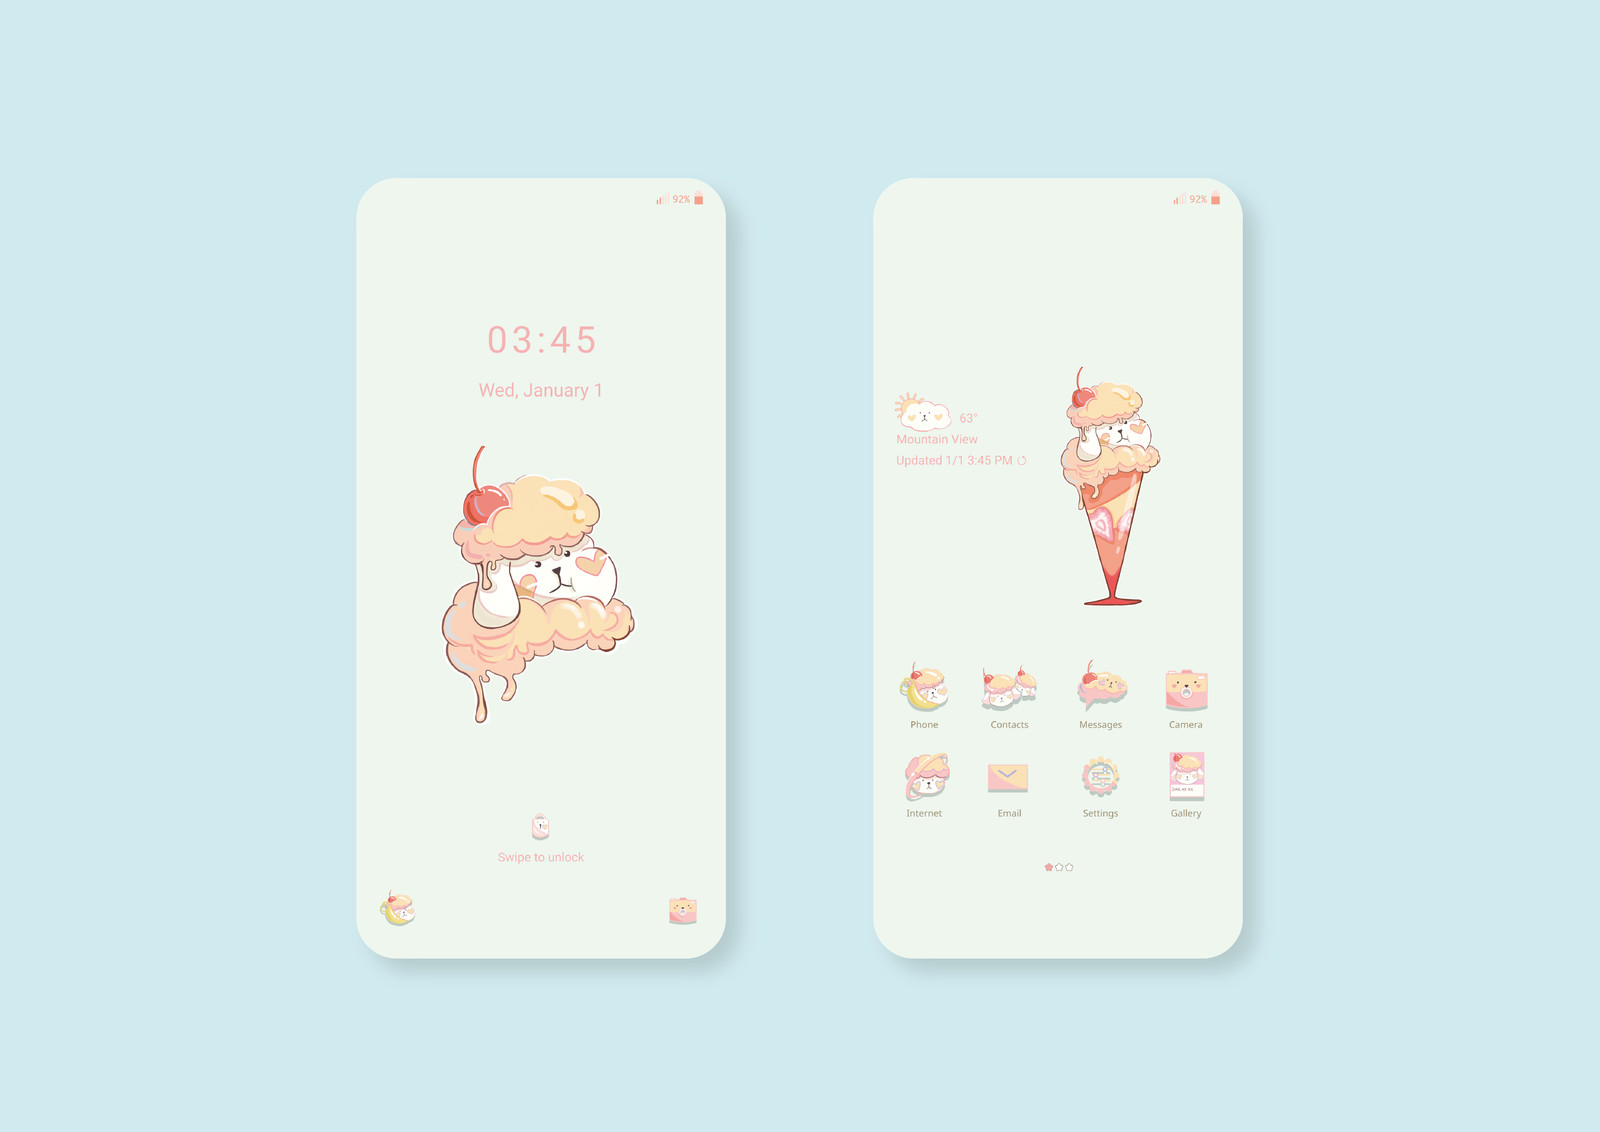 92%
03:45
Wed, January 1
Swipe to unlock
92%
63°
Mountain View
Updated 1/1 3:45 PM
Phone
Contacts
Messages
Camera
Internet
Email
Settings
Gallery